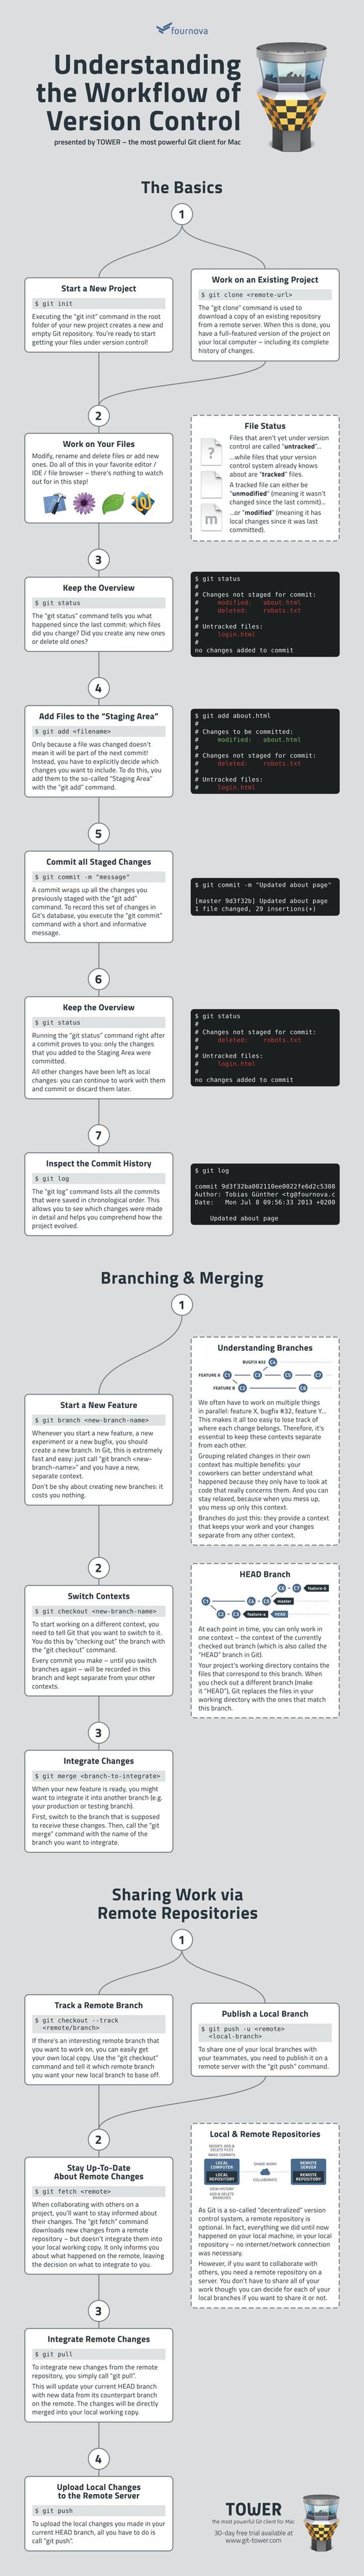 fournova
Understanding
the Workflow of
Version Control
presented by TOWER – the most powerful Git client for Mac
The Basics
1
Start a New Project
$ git init
Executing the "git init" command in the root
folder of your new project creates a new and
empty Git repository. You're ready to start
getting your files under version control!
Work on an Existing Project
$ git clone <remote-url>
The "git clone" command is used to
download a copy of an existing repository
from a remote server. When this is done, you
have a full-featured version of the project on
your local computer – including its complete
history of changes.
2
Work on Your Files
Modify, rename and delete files or add new
ones. Do all of this in your favorite editor /
IDE / file browser – there's nothing to watch
out for in this step!
File Status
?
Files that aren't yet under version
control are called "untracked"...
...while files that your version
control system already knows
about are "tracked" files.
A tracked file can either be
"unmodified" (meaning it wasn't
changed since the last commit)...
m
...or "modified" (meaning it has
local changes since it was last
committed).
3
Keep the Overview
$ git status
The "git status" command tells you what
happened since the last commit: which files
did you change? Did you create any new ones
or delete old ones?
$ git status
#
# Changes not staged for commit:
# modified: about.html
# deleted: robots.txt
#
# Untracked files:
# login.html
#
no changes added to commit
4
Add Files to the "Staging Area"
$ git add <filename>
Only because a file was changed doesn't
mean it will be part of the next commit!
Instead, you have to explicitly decide which
changes you want to include. To do this, you
add them to the so-called "Staging Area"
with the "git add" command.
$ git add about.html
#
# Changes to be committed:
# modified: about.html
#
# Changes not staged for commit:
# deleted: robots.txt
#
# Untracked files:
# login.html
5
Commit all Staged Changes
$ git commit -m "message"
A commit wraps up all the changes you
previously staged with the "git add"
command. To record this set of changes in
Git's database, you execute the "git commit"
command with a short and informative
message.
$ git commit -m "Updated about page"
[master 9d3f32b] Updated about page
1 file changed, 29 insertions(+)
6
Keep the Overview
$ git status
Running the "git status" command right after
a commit proves to you: only the changes
that you added to the Staging Area were
committed.
All other changes have been left as local
changes: you can continue to work with them
and commit or discard them later.
$ git status
#
# Changes not staged for commit:
# deleted: robots.txt
#
# Untracked files:
# login.html
#
no changes added to commit
7
Inspect the Commit History
$ git log
The "git log" command lists all the commits
that were saved in chronological order. This
allows you to see which changes were made
in detail and helps you comprehend how the
project evolved.
$ git log
commit 9d3f32ba002110ee0022fe6d2c5308
Author: Tobias Günther <tg@fournova.c
Date: Mon Jul 8 09:56:33 2013 +0200
Updated about page
Branching & Merging
1
Start a New Feature
$ git branch <new-branch-name>
Whenever you start a new feature, a new
experiment or a new bugfix, you should
create a new branch. In Git, this is extremely
fast and easy: just call "git branch <new-
branch-name>" and you have a new,
separate context.
Don't be shy about creating new branches: it
costs you nothing.
Understanding Branches
BUGFIX #32 C4
FEATURE A C1 C3 C5 C7
FEATURE B C2 C6
We often have to work on multiple things
in parallel: feature X, bugfix #32, feature Y...
This makes it all too easy to lose track of
where each change belongs. Therefore, it's
essential to keep these contexts separate
from each other.
Grouping related changes in their own
context has multiple benefits: your
coworkers can better understand what
happened because they only have to look at
code that really concerns them. And you can
stay relaxed, because when you mess up,
you mess up only this context.
Branches do just this: they provide a context
that keeps your work and your changes
separate from any other context.
2
Switch Contexts
$ git checkout <new-branch-name>
To start working on a different context, you
need to tell Git that you want to switch to it.
You do this by "checking out" the branch with
the "git checkout" command.
Every commit you make – until you switch
branches again – will be recorded in this
branch and kept separate from your other
contexts.
HEAD Branch
C6 C7 feature-b
C1 C4 C5 master
C2 C3 feature-a HEAD
At each point in time, you can only work in
one context – the context of the currently
checked out branch (which is also called the
"HEAD" branch in Git).
Your project's working directory contains the
files that correspond to this branch. When
you check out a different branch (make
it "HEAD"), Git replaces the files in your
working directory with the ones that match
this branch.
3
Integrate Changes
$ git merge <branch-to-integrate>
When your new feature is ready, you might
want to integrate it into another branch (e.g.
your production or testing branch).
First, switch to the branch that is supposed
to receive these changes. Then, call the "git
merge" command with the name of the
branch you want to integrate.
Sharing Work via
Remote Repositories
1
Track a Remote Branch
$ git checkout --track
<remote/branch>
If there's an interesting remote branch that
you want to work on, you can easily get
your own local copy. Use the "git checkout"
command and tell it which remote branch
you want your new local branch to base off.
Publish a Local Branch
$ git push -u <remote>
<local-branch>
To share one of your local branches with
your teammates, you need to publish it on a
remote server with the "git push" command.
2
Stay Up-To-Date
About Remote Changes
$ git fetch <remote>
When collaborating with others on a
project, you'll want to stay informed about
their changes. The "git fetch" command
downloads new changes from a remote
repository – but doesn't integrate them into
your local working copy. It only informs you
about what happened on the remote, leaving
the decision on what to integrate to you.
Local & Remote Repositories
MODIFY, ADD &
DELETE FILES
MAKE COMMITS
LOCAL
COMPUTER
LOCAL
REPOSITORY
SHARE WORK
COLLABORATE
REMOTE
SERVER
REMOTE
REPOSITORY
VIEW HISTORY
ADD & DELETE
BRANCHES
As Git is a so-called "decentralized" version
control system, a remote repository is
optional. In fact, everything we did until now
happened on your local machine, in your local
repository – no internet/network connection
was necessary.
However, if you want to collaborate with
others, you need a remote repository on a
server. You don't have to share all of your
work though: you can decide for each of your
local branches if you want to share it or not.
3
Integrate Remote Changes
$ git pull
To integrate new changes from the remote
repository, you simply call "git pull".
This will update your current HEAD branch
with new data from its counterpart branch
on the remote. The changes will be directly
merged into your local working copy.
4
Upload Local Changes
to the Remote Server
$ git push
To upload the local changes you made in your
current HEAD branch, all you have to do is
call "git push".
TOWER
the most powerful Git client for Mac
30-day free trial available at
www.git-tower.com